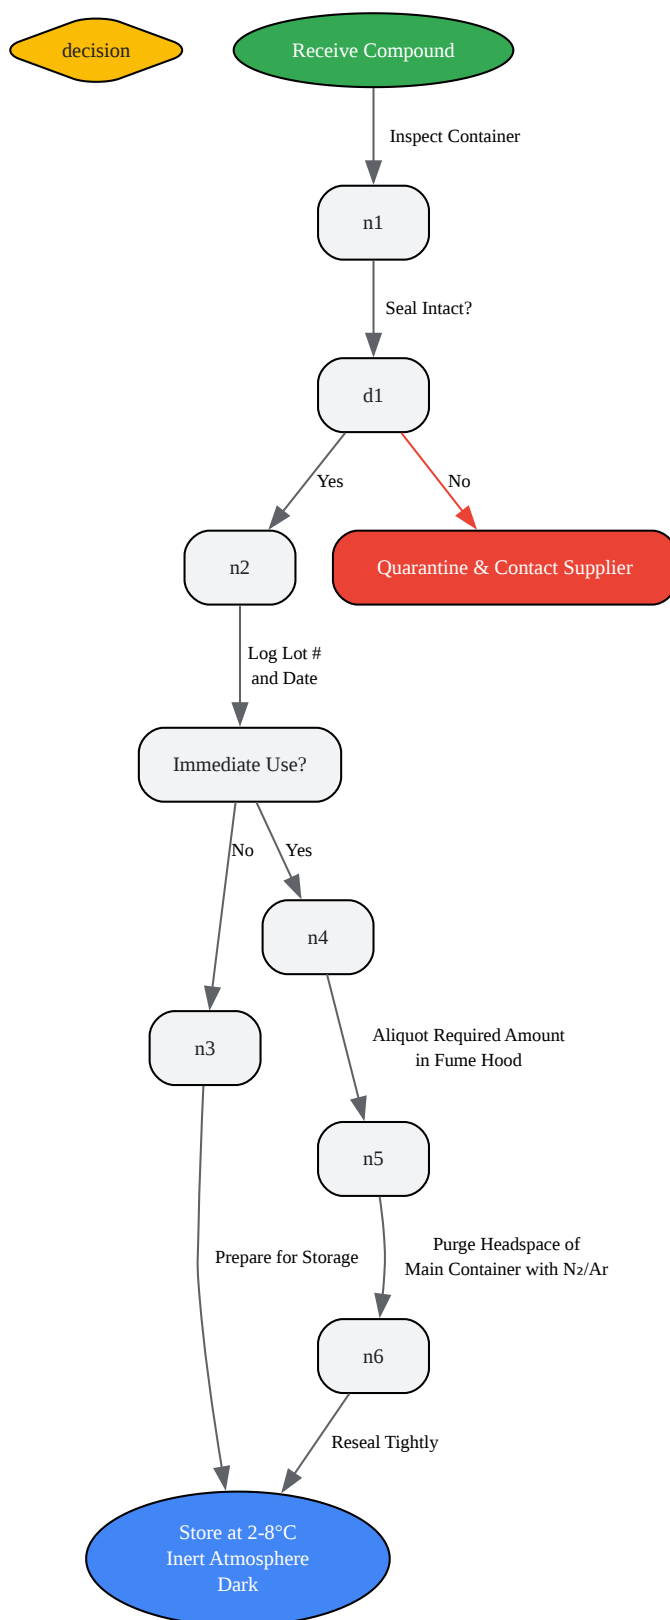 decision
Receive Compound
Inspect Container
n1
Seal Intact?
d1
Yes
No
n2
Quarantine & Contact Supplier
Log Lot #
and Date
Immediate Use?
No
Yes
n4
Aliquot Required Amount
in Fume Hood
n3
n5
Prepare for Storage
Purge Headspace of
Main Container with N₂/Ar
n6
Reseal Tightly
Store at 2-8°C
Inert Atmosphere
Dark